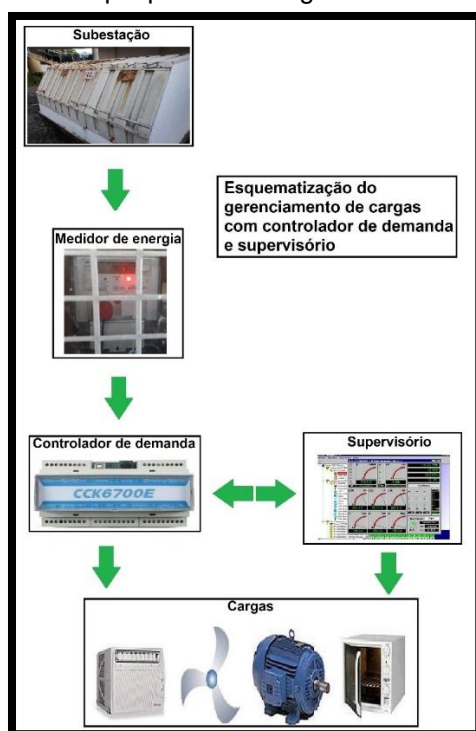 Subestação
Esquematização do
gerenciamento de cargas
com controlador de demanda
e supervisório
Medidor de energia
Controlador de demanda
CCK6700E
Supervisório
Cargas